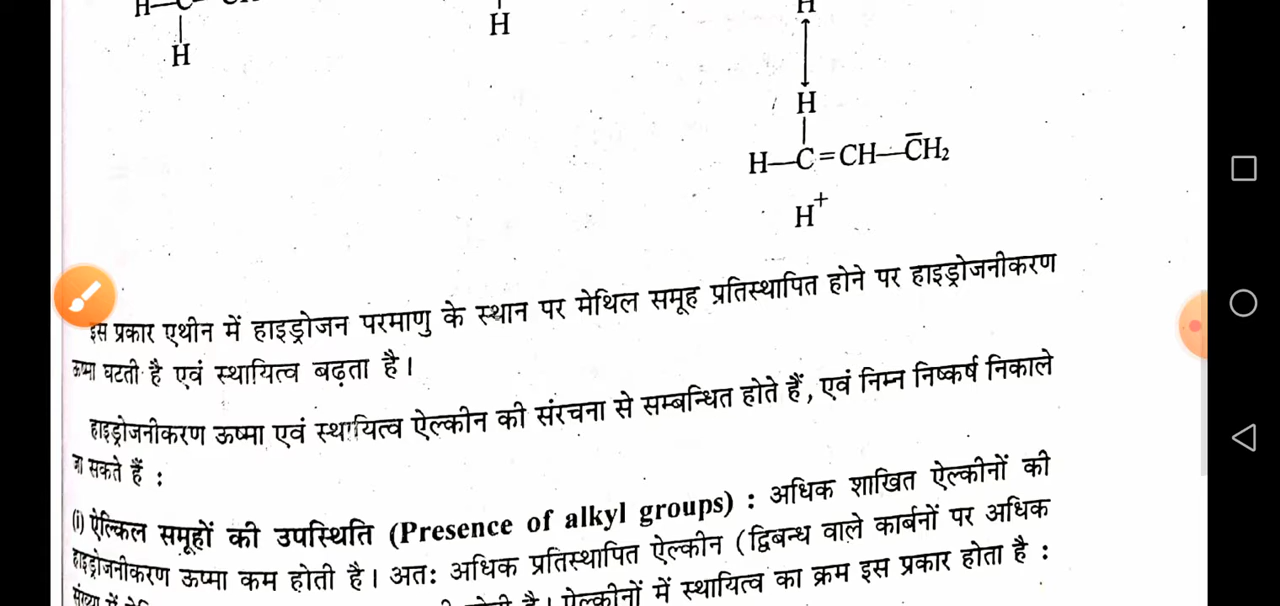 H—C
H
H
H
H
H—C=CH—C̅H₂
H⁺
इस प्रकार एथीन में हाइड्रोजन परमाणु के स्थान पर मेथिल समूह प्रतिस्थापित होने पर हाइड्रोजनीकरण
ऊष्मा घटती है एवं स्थायित्व बढ़ता है।
हाइड्रोजनीकरण ऊष्मा एवं स्थायित्व ऐल्कीन की संरचना से सम्बन्धित होते हैं, एवं निम्न निष्कर्ष निकाले
जा सकते हैं :
(i) ऐल्किल समूहों की उपस्थिति (Presence of alkyl groups) : अधिक शाखित ऐल्कीनों की
हाइड्रोजनीकरण ऊष्मा कम होती है। अतः अधिक प्रतिस्थापित ऐल्कीन (द्विबन्ध वाले कार्बनों पर अधिक
संख्या में होती है। ऐल्कीनों में स्थायित्व का क्रम इस प्रकार होता है :